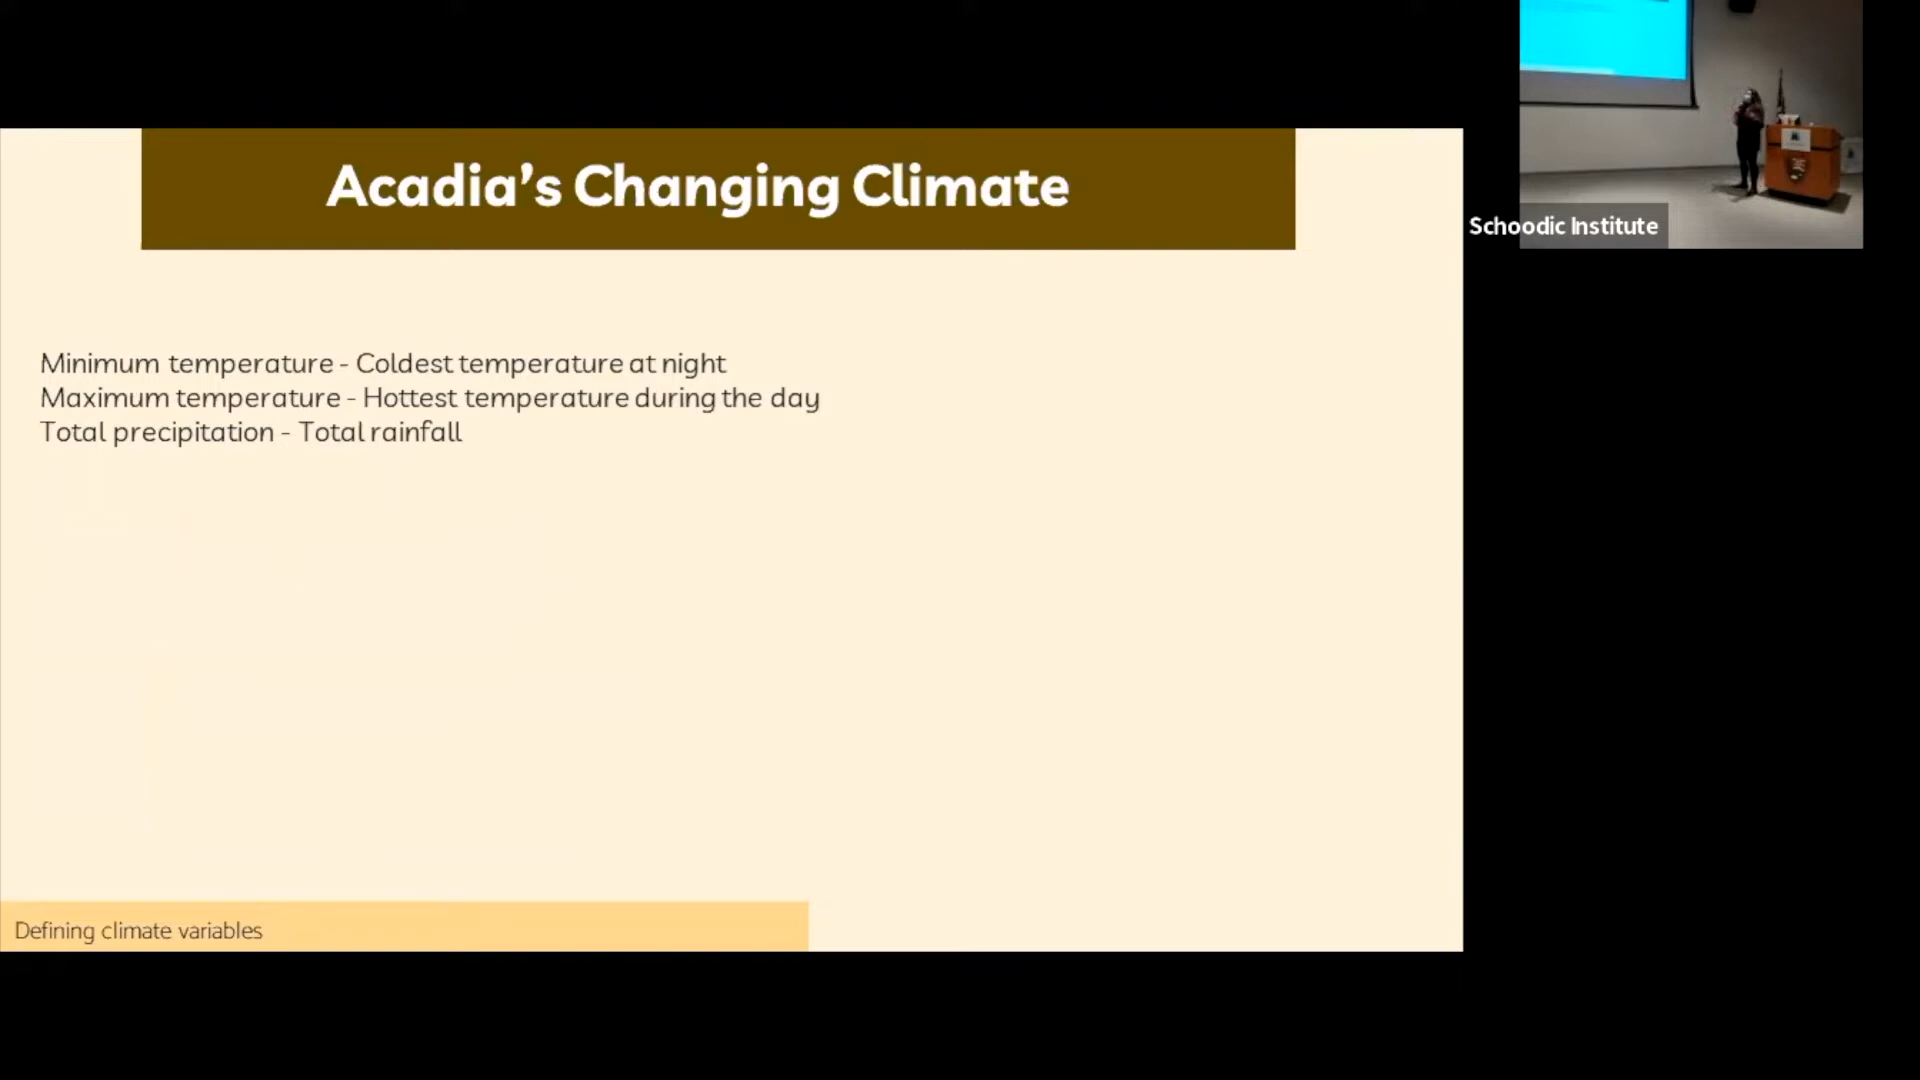 Acadia’s Changing Climate
Schoodic Institute
Minimum temperature - Coldest temperature at night
Maximum temperature - Hottest temperature during the day
Total precipitation - Total rainfall
Defining climate variables